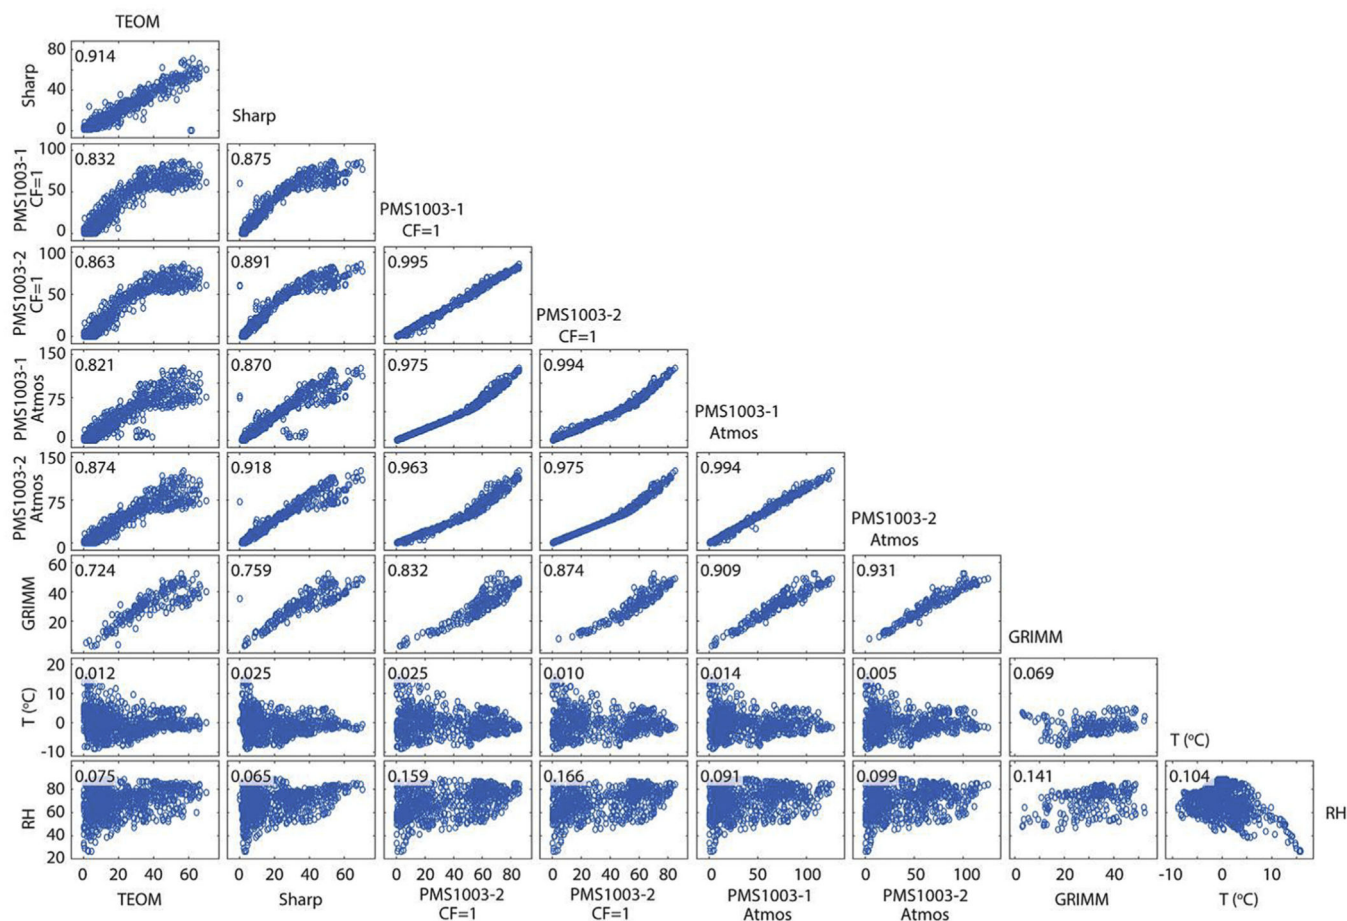 TEOM
80
40
0
Sharp
0.914
Sharp
100
50
0
PMS1003-1
CF=1
0.832
0.875
PMS1003-1
CF=1
100
50
0
PMS1003-2
CF=1
0.863
0.891
0.995
PMS1003-2
CF=1
150
75
0
PMS1003-1
Atmos
0.821
0.870
0.975
0.994
PMS1003-1
Atmos
150
75
0
PMS1003-2
Atmos
0.874
0.918
0.963
0.975
0.994
PMS1003-2
Atmos
60
40
20
GRIMM
0.724
0.759
0.832
0.874
0.909
0.931
GRIMM
20
10
0
-10
T (°C)
0.012
0.025
0.025
0.010
0.014
0.005
0.069
T (°C)
80
60
40
20
RH
0.075
0.065
0.159
0.166
0.091
0.099
0.141
0.104
RH
0 20 40 60
0 20 40 60
0 20 40 60 80
0 20 40 60 80
0 50 100
0 50 100
0 20 40
-10 0 10
TEOM
Sharp
PMS1003-2
CF=1
PMS1003-2
CF=1
PMS1003-1
Atmos
PMS1003-2
Atmos
GRIMM
T (°C)